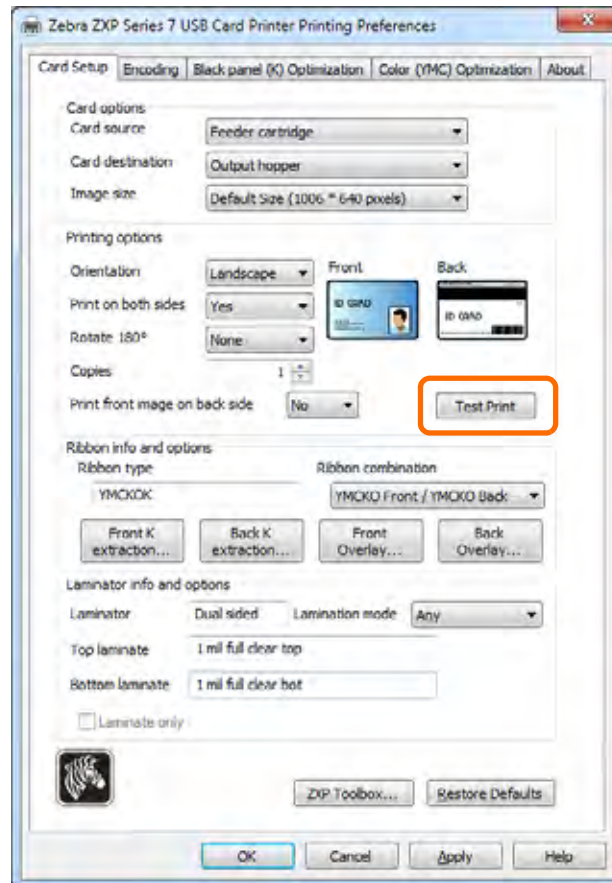 Zebra ZXP Series 7 USB Card Printer Printing Preferences
Card Setup Encoding Black panel (K) Optimization Color (YMC) Optimization About
Card options
Card source Feeder cartridge
Card destination Output hopper
Image size Default Size (1006 * 640 pixels)
Printing options
Orientation Landscape Front Back
Print on both sides Yes ID CARD ID CARD
Rotate 180° None
Copies 1
Print front image on back side No Test Print
Ribbon info and options
Ribbon type Ribbon combination
YMCKOK YMCKO Front / YMCKO Back
Front K extraction... Back K extraction... Front Overlay... Back Overlay...
Laminator info and options
Laminator Dual sided Lamination mode Any
Top laminate 1 mil full clear top
Bottom laminate 1 mil full clear bot
Laminate only
ZXP Toolbox... Restore Defaults
OK Cancel Apply Help